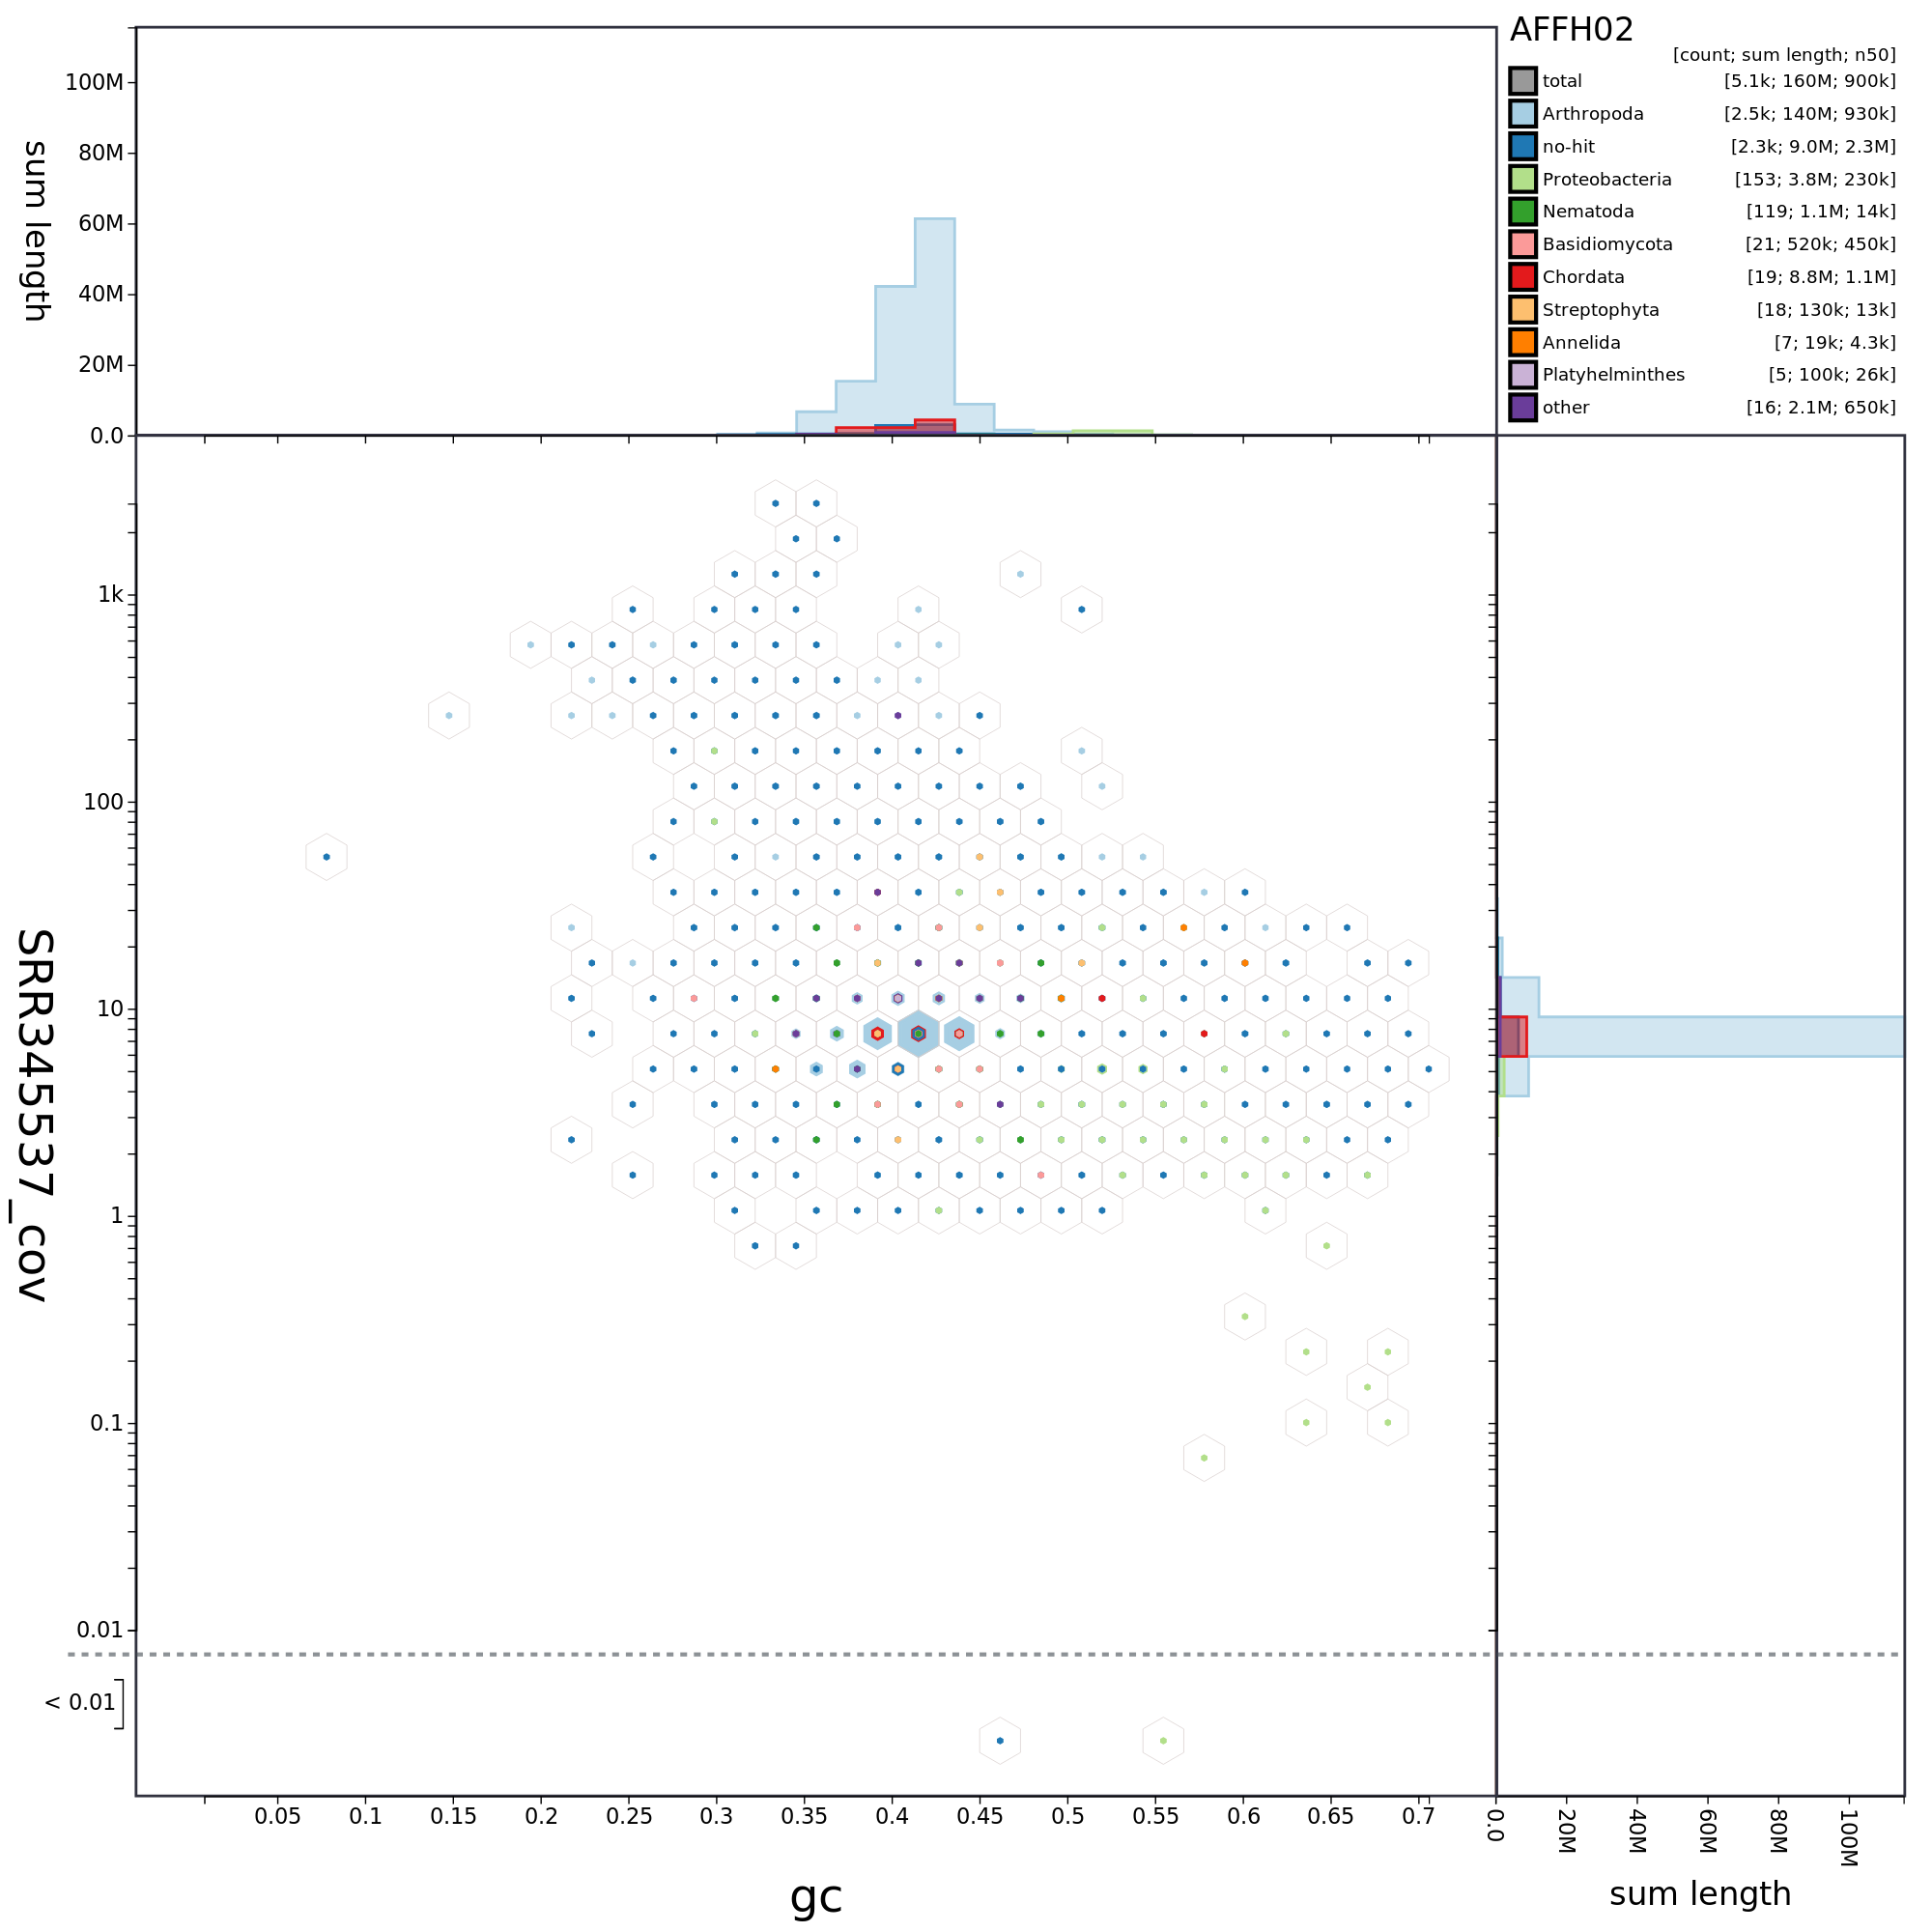 AFFH02
[count; sum length; n50]
total [5.1k; 160M; 900k]
Arthropoda [2.5k; 140M; 930k]
no-hit [2.3k; 9.0M; 2.3M]
Proteobacteria [153; 3.8M; 230k]
Nematoda [119; 1.1M; 14k]
Basidiomycota [21; 520k; 450k]
Chordata [19; 8.8M; 1.1M]
Streptophyta [18; 130k; 13k]
Annelida [7; 19k; 4.3k]
Platyhelminthes [5; 100k; 26k]
other [16; 2.1M; 650k]
sum length
100M
80M
60M
40M
20M
0.0
SRR345537_cov
1k
100
10
1
0.1
0.01
< 0.01
0.05 0.1 0.15 0.2 0.25 0.3 0.35 0.4 0.45 0.5 0.55 0.6 0.65 0.7
gc
0.0 20M 40M 60M 80M 100M
sum length